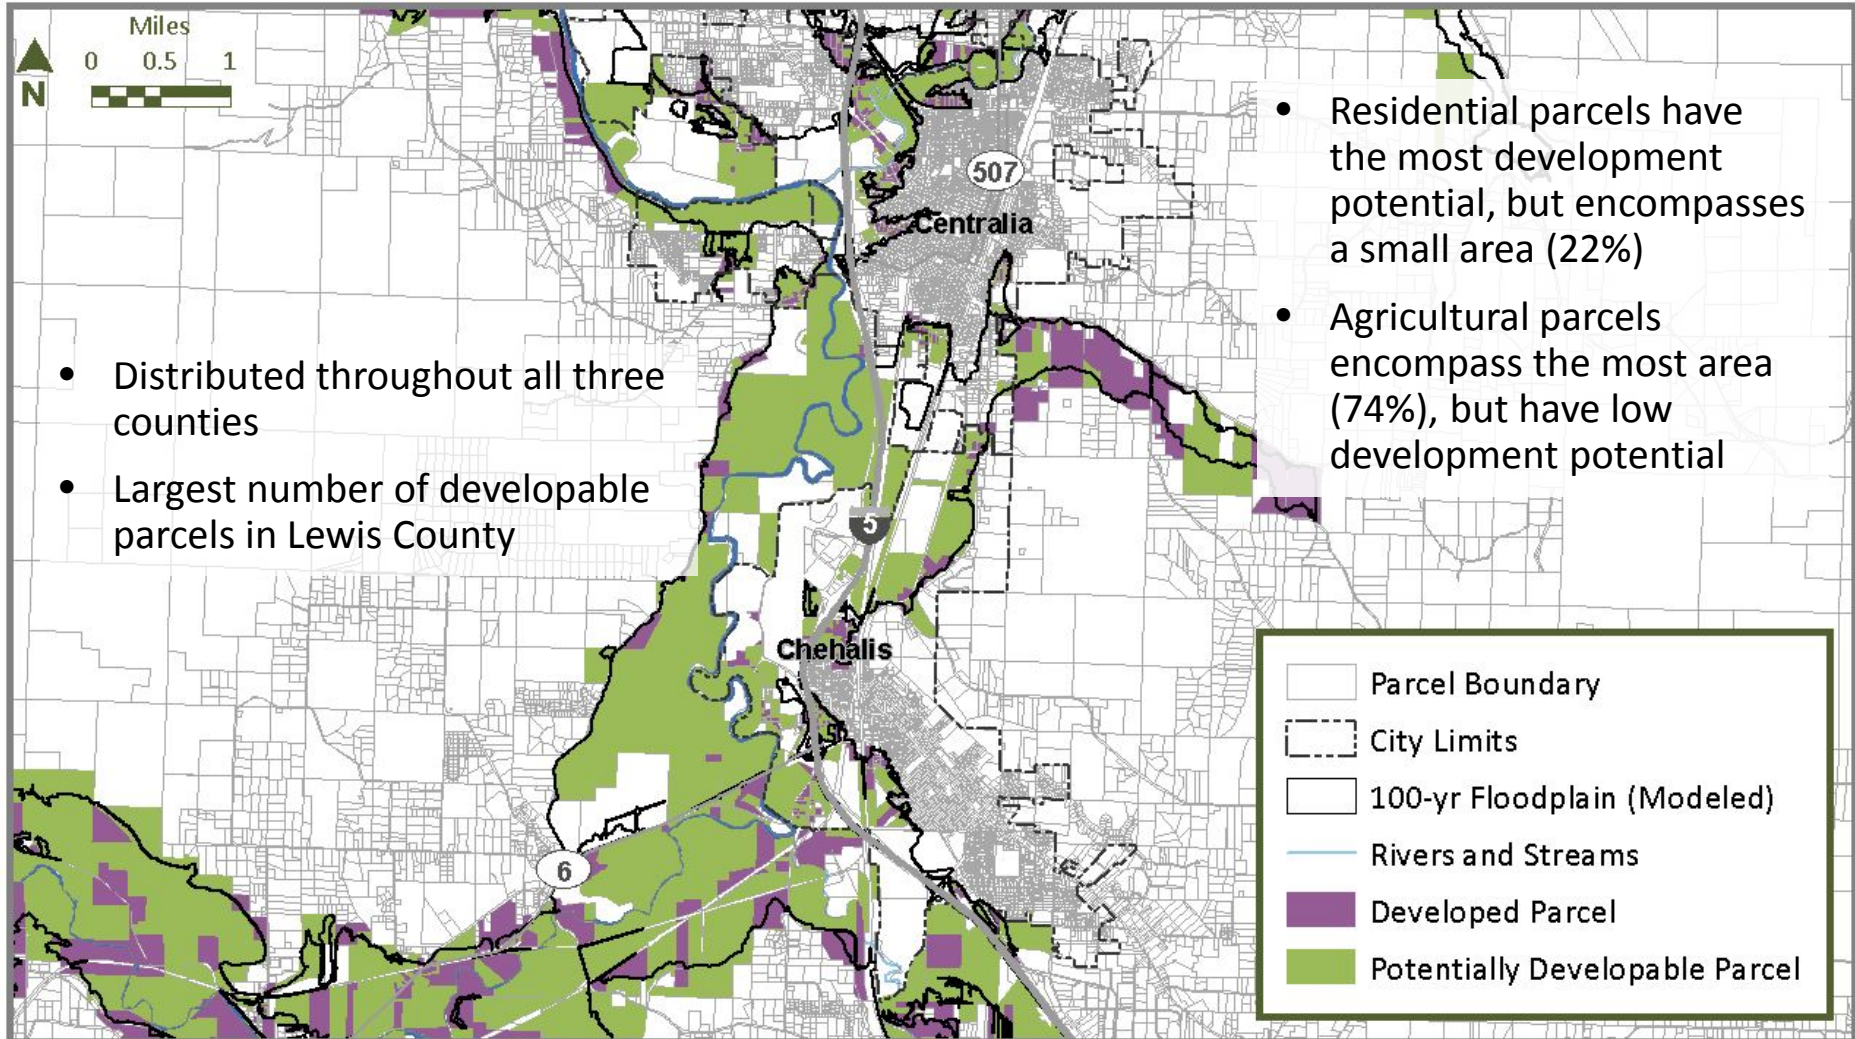 Miles
0 0.5 1
N
• Residential parcels have
the most development
potential, but encompasses
a small area (22%)
• Agricultural parcels
encompass the most area
(74%), but have low
development potential
• Distributed throughout all three
counties
• Largest number of developable
parcels in Lewis County
507
Centralia
5
Chehalis
6
Parcel Boundary
City Limits
100-yr Floodplain (Modeled)
Rivers and Streams
Developed Parcel
Potentially Developable Parcel